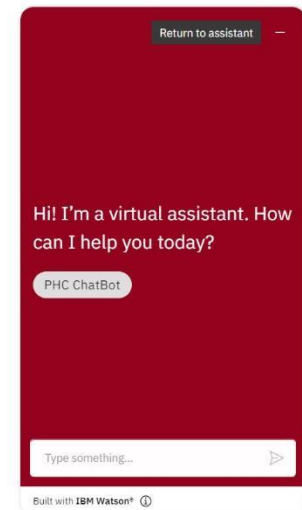 Return to assistant
Hi! I'm a virtual assistant. How
can I help you today?
PHC ChatBot
Type something...
Built with IBM Watson®